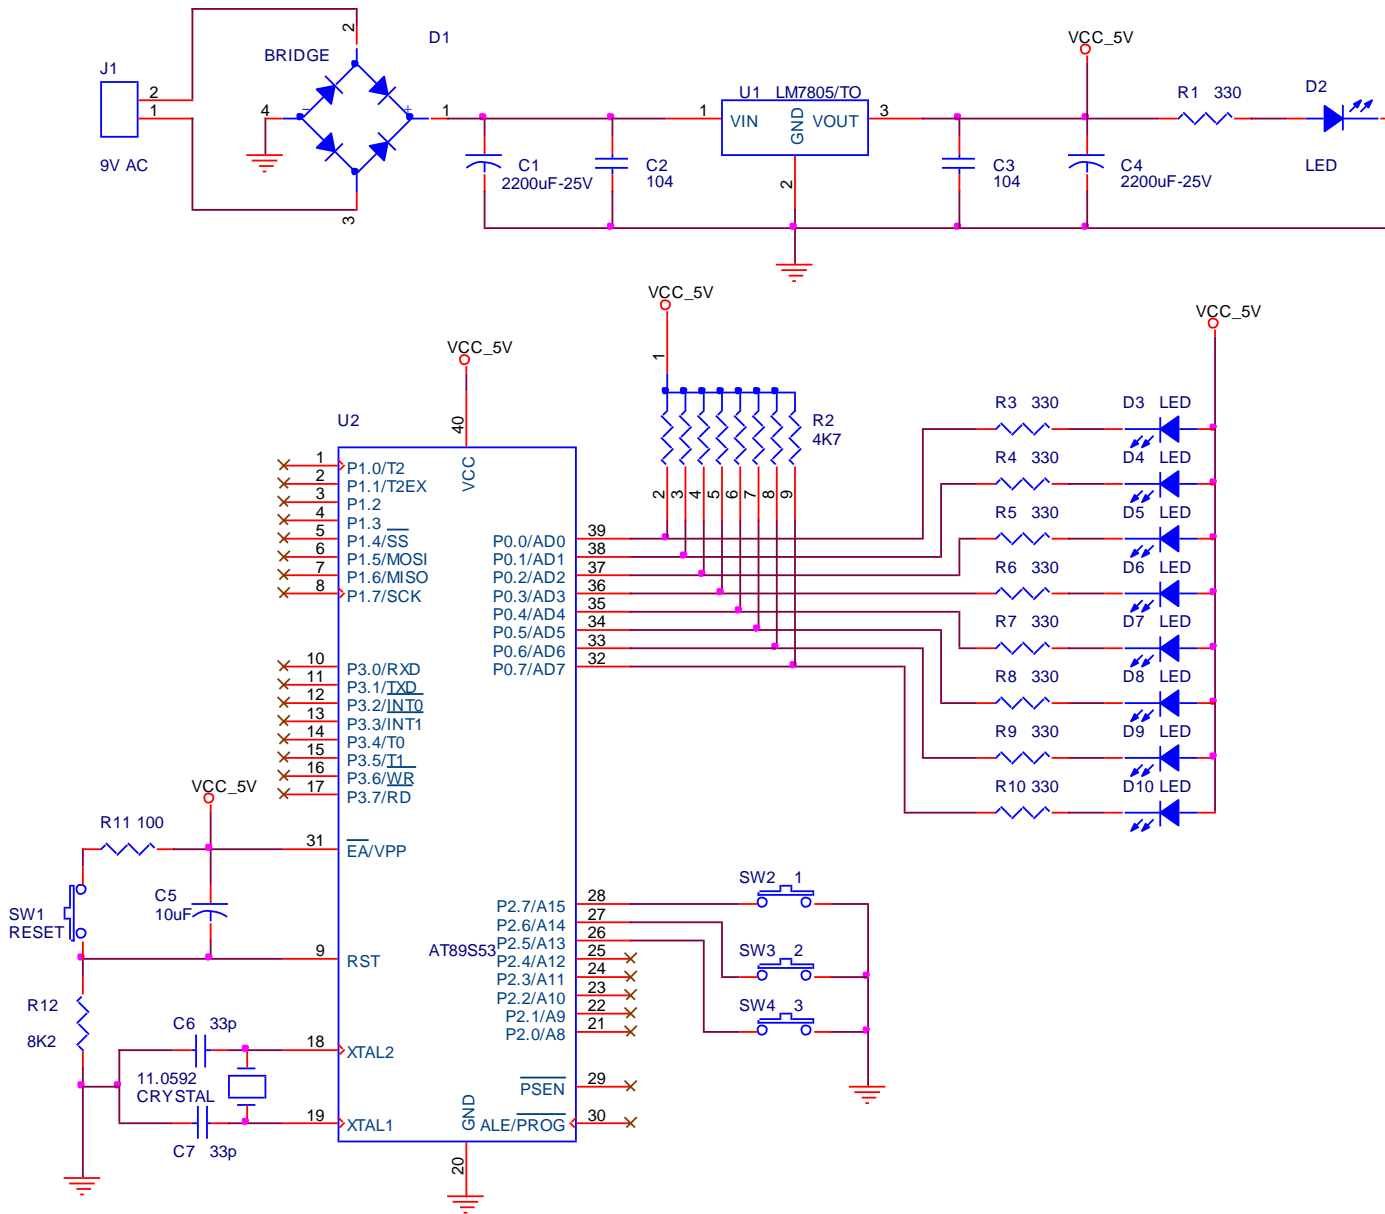 J1
2
1
9V AC
BRIDGE
D1
2
4
-
+
1
3
U1 LM7805/TO
1
VIN
GND
VOUT
3
2
C1
2200uF-25V
C2
104
C3
104
VCC_5V
C4
2200uF-25V
R1 330
D2
LED
VCC_5V
1
R2
4K7
2
3
4
5
6
7
8
9
VCC_5V
R3 330
D3 LED
R4 330
D4 LED
R5 330
D5 LED
R6 330
D6 LED
R7 330
D7 LED
R8 330
D8 LED
R9 330
D9 LED
R10 330
D10 LED
VCC_5V
40
VCC
U2
1 P1.0/T2
2 P1.1/T2EX
3 P1.2
4 P1.3
5 P1.4/SS
6 P1.5/MOSI
7 P1.6/MISO
8 P1.7/SCK
10 P3.0/RXD
11 P3.1/TXD
12 P3.2/INT0
13 P3.3/INT1
14 P3.4/T0
15 P3.5/T1
16 P3.6/WR
17 P3.7/RD
31 EA/VPP
9 RST
18 XTAL2
19 XTAL1
P0.0/AD0 39
P0.1/AD1 38
P0.2/AD2 37
P0.3/AD3 36
P0.4/AD4 35
P0.5/AD5 34
P0.6/AD6 33
P0.7/AD7 32
P2.7/A15 28
P2.6/A14 27
P2.5/A13 26
P2.4/A12 25
P2.3/A11 24
P2.2/A10 23
P2.1/A9 22
P2.0/A8 21
PSEN 29
ALE/PROG 30
AT89S53
GND
20
VCC_5V
R11 100
C5
10uF
SW1
RESET
R12
8K2
C6 33p
11.0592
CRYSTAL
C7 33p
SW2 1
SW3 2
SW4 3